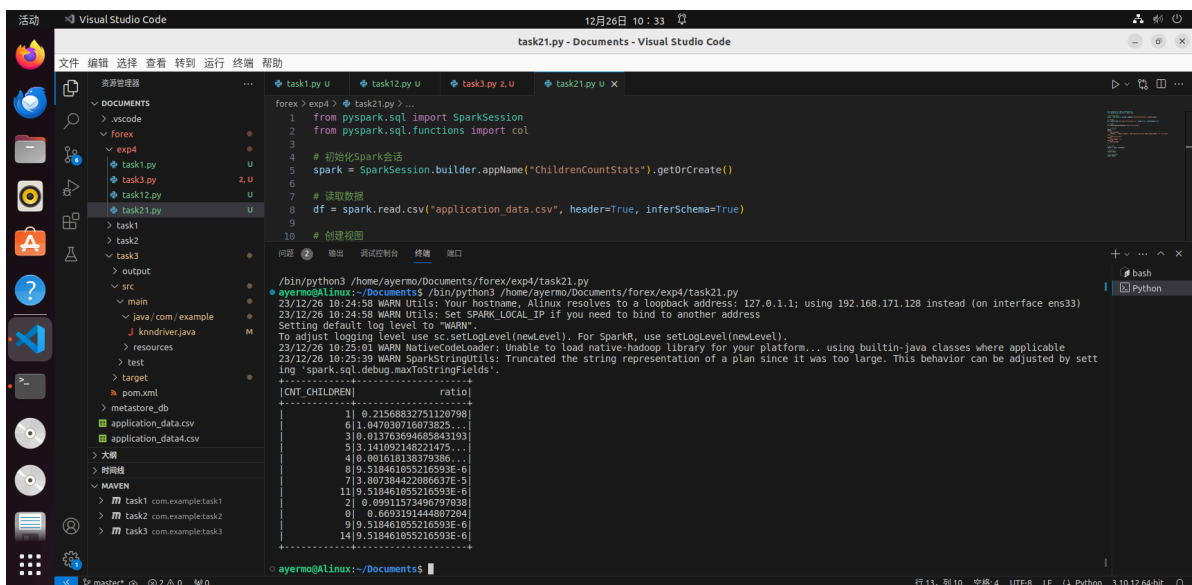 活动
Visual Studio Code
12月26日 10：33
task21.py - Documents - Visual Studio Code
文件 编辑 选择 查看 转到 运行 终端 帮助
资源管理器
DOCUMENTS
.vscode
forex
exp4
task1.py U
task3.py 2, U
task12.py U
task21.py U
task1
task2
task3
output
src
main
java/com/example
knndriver.java M
resources
test
target
pom.xml
metastore_db
application_data.csv
application_data4.csv
大纲
时间线
MAVEN
task1 com.example:task1
task2 com.example:task2
task3 com.example:task3
task1.py U
task12.py U
task3.py 2, U
task21.py U
forex > exp4 > task21.py > ...
1 from pyspark.sql import SparkSession
2 from pyspark.sql.functions import col
3
4 # 初始化Spark会话
5 spark = SparkSession.builder.appName("ChildrenCountStats").getOrCreate()
6
7 # 读取数据
8 df = spark.read.csv("application_data.csv", header=True, inferSchema=True)
9
10 # 创建视图
问题 2 输出 调试控制台 终端 端口
bash
Python
/bin/python3 /home/ayermo/Documents/forex/exp4/task21.py
ayermo@Alinux:~/Documents$ /bin/python3 /home/ayermo/Documents/forex/exp4/task21.py
23/12/26 10:24:58 WARN Utils: Your hostname, Alinux resolves to a loopback address: 127.0.1.1; using 192.168.171.128 instead (on interface ens33)
23/12/26 10:24:58 WARN Utils: Set SPARK_LOCAL_IP if you need to bind to another address
Setting default log level to "WARN".
To adjust logging level use sc.setLogLevel(newLevel). For SparkR, use setLogLevel(newLevel).
23/12/26 10:25:01 WARN NativeCodeLoader: Unable to load native-hadoop library for your platform... using builtin-java classes where applicable
23/12/26 10:25:39 WARN SparkStringUtils: Truncated the string representation of a plan since it was too large. This behavior can be adjusted by sett
ing 'spark.sql.debug.maxToStringFields'.
+------------+--------------------+
|CNT_CHILDREN|               ratio|
+------------+--------------------+
|           1| 0.21568832751120798|
|           6|1.047030716073825...|
|           3|0.013763694685843193|
|           5|3.141092148221475...|
|           4|0.001618138379386...|
|           8|9.518461055216593E-6|
|           7|3.807384422086637E-5|
|          11|9.518461055216593E-6|
|           2| 0.09911573496797038|
|           0|  0.6693191444807204|
|           9|9.518461055216593E-6|
|          14|9.518461055216593E-6|
+------------+--------------------+
ayermo@Alinux:~/Documents$
master* 2 0 0
行 13，列 10 空格: 4 UTF-8 LF Python 3.10.12 64-bit